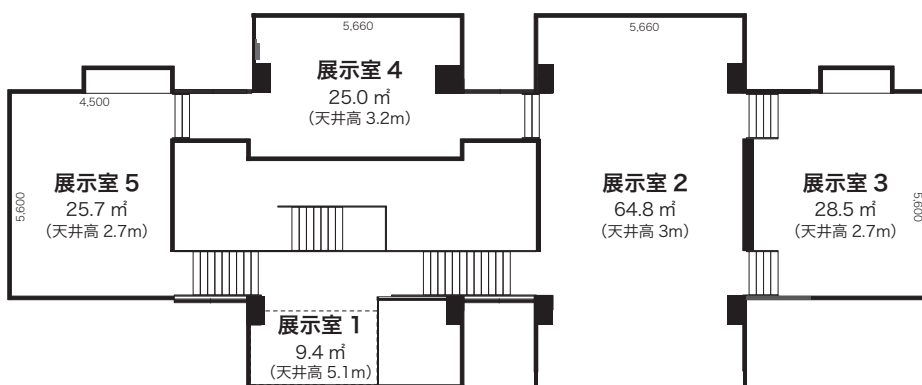 5,660
展示室 4
25.0 ㎡
（天井高 3.2m）
5,660
4,500
展示室 5
25.7 ㎡
（天井高 2.7m）
5,600
展示室 2
64.8 ㎡
（天井高 3m）
展示室 3
28.5 ㎡
（天井高 2.7m）
5,600
展示室 1
9.4 ㎡
（天井高 5.1m）